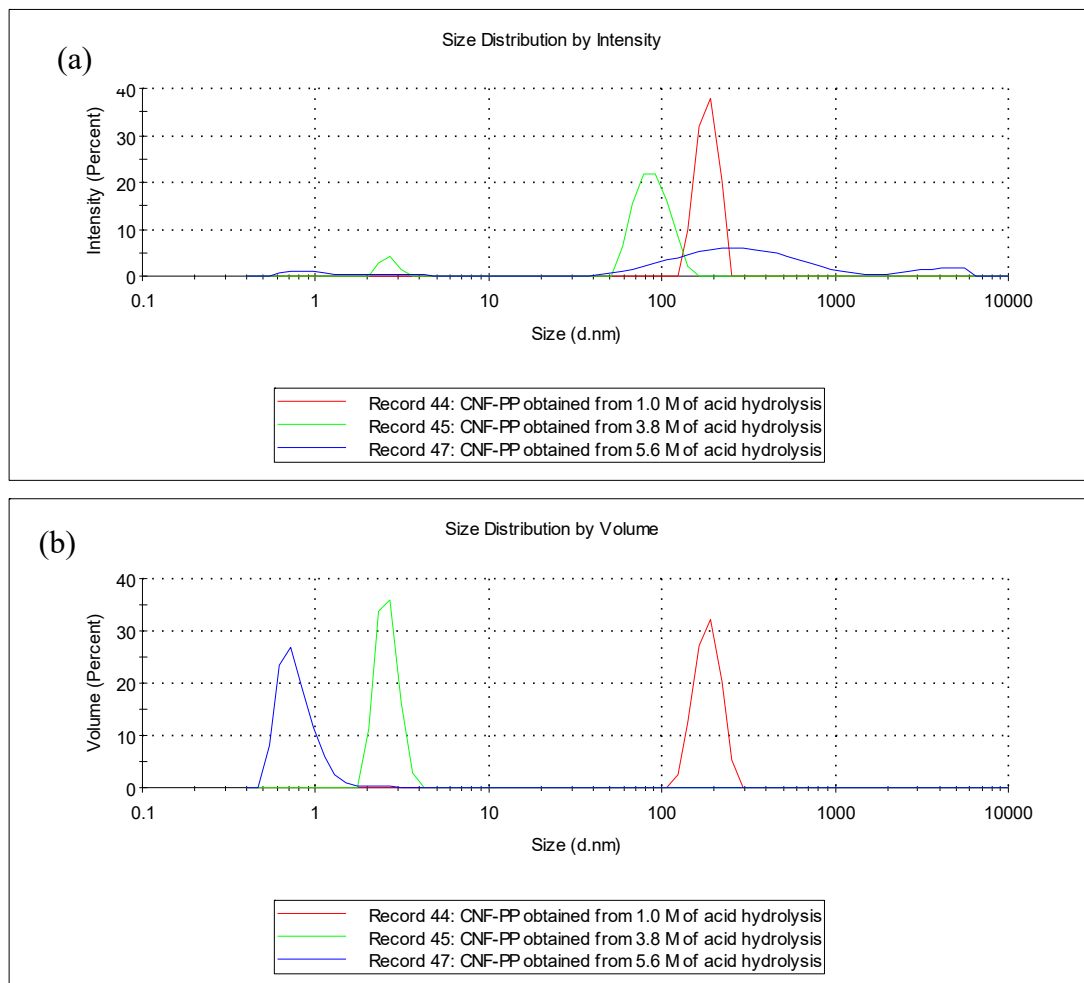 (a)
Size Distribution by Intensity
Intensity (Percent)
40
30
20
10
0
0.1 1 10 100 1000 10000
Size (d.nm)
Record 44: CNF-PP obtained from 1.0 M of acid hydrolysis
Record 45: CNF-PP obtained from 3.8 M of acid hydrolysis
Record 47: CNF-PP obtained from 5.6 M of acid hydrolysis
(b)
Size Distribution by Volume
Volume (Percent)
40
30
20
10
0
0.1 1 10 100 1000 10000
Size (d.nm)
Record 44: CNF-PP obtained from 1.0 M of acid hydrolysis
Record 45: CNF-PP obtained from 3.8 M of acid hydrolysis
Record 47: CNF-PP obtained from 5.6 M of acid hydrolysis